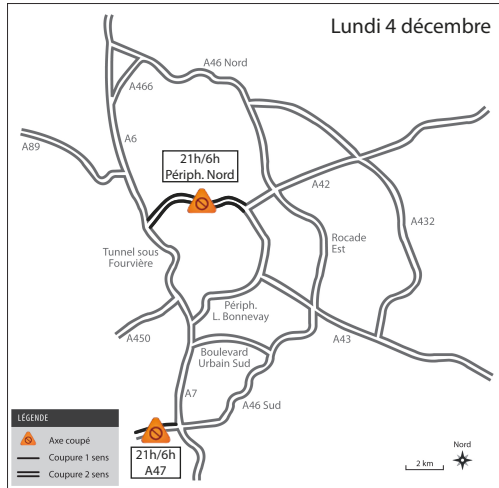 Lundi 4 décembre
A46 Nord
A466
A6
A89
21h/6h
Périph. Nord
A42
A432
Rocade
Est
Tunnel sous
Fourvière
Périph.
L. Bonnevay
A450
A43
Boulevard
Urbain Sud
A7
A46 Sud
LÉGENDE
Axe coupé
Coupure 1 sens
Coupure 2 sens
21h/6h
A47
2 km
Nord